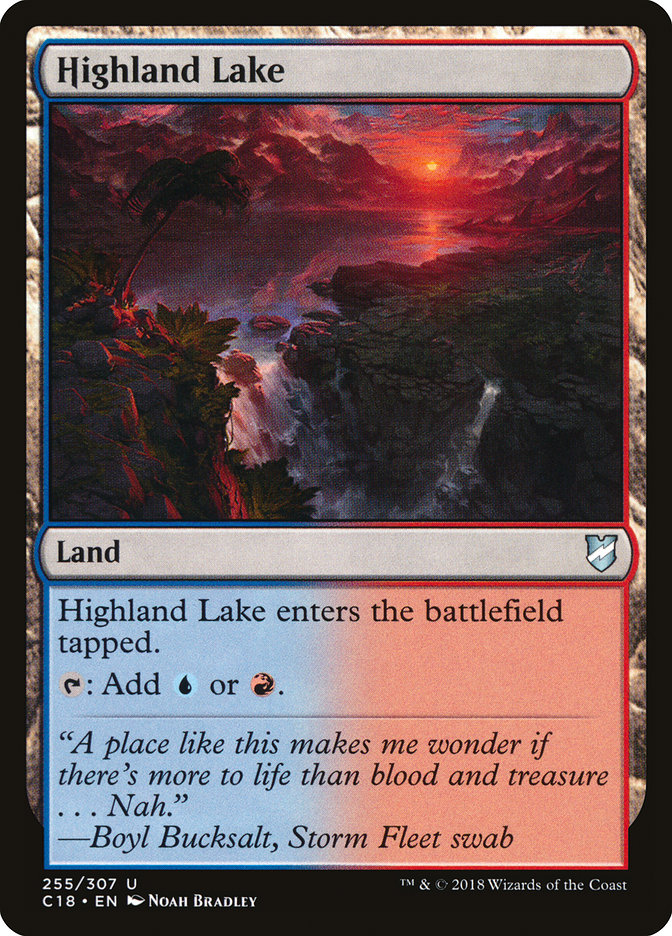 Highland Lake
Land
Highland Lake enters the battlefield
tapped.
: Add or .
“A place like this makes me wonder if
there’s more to life than blood and treasure
. . . Nah.”
—Boyl Bucksalt, Storm Fleet swab
255/307 U
C18 • EN Noah Bradley
™ & © 2018 Wizards of the Coast